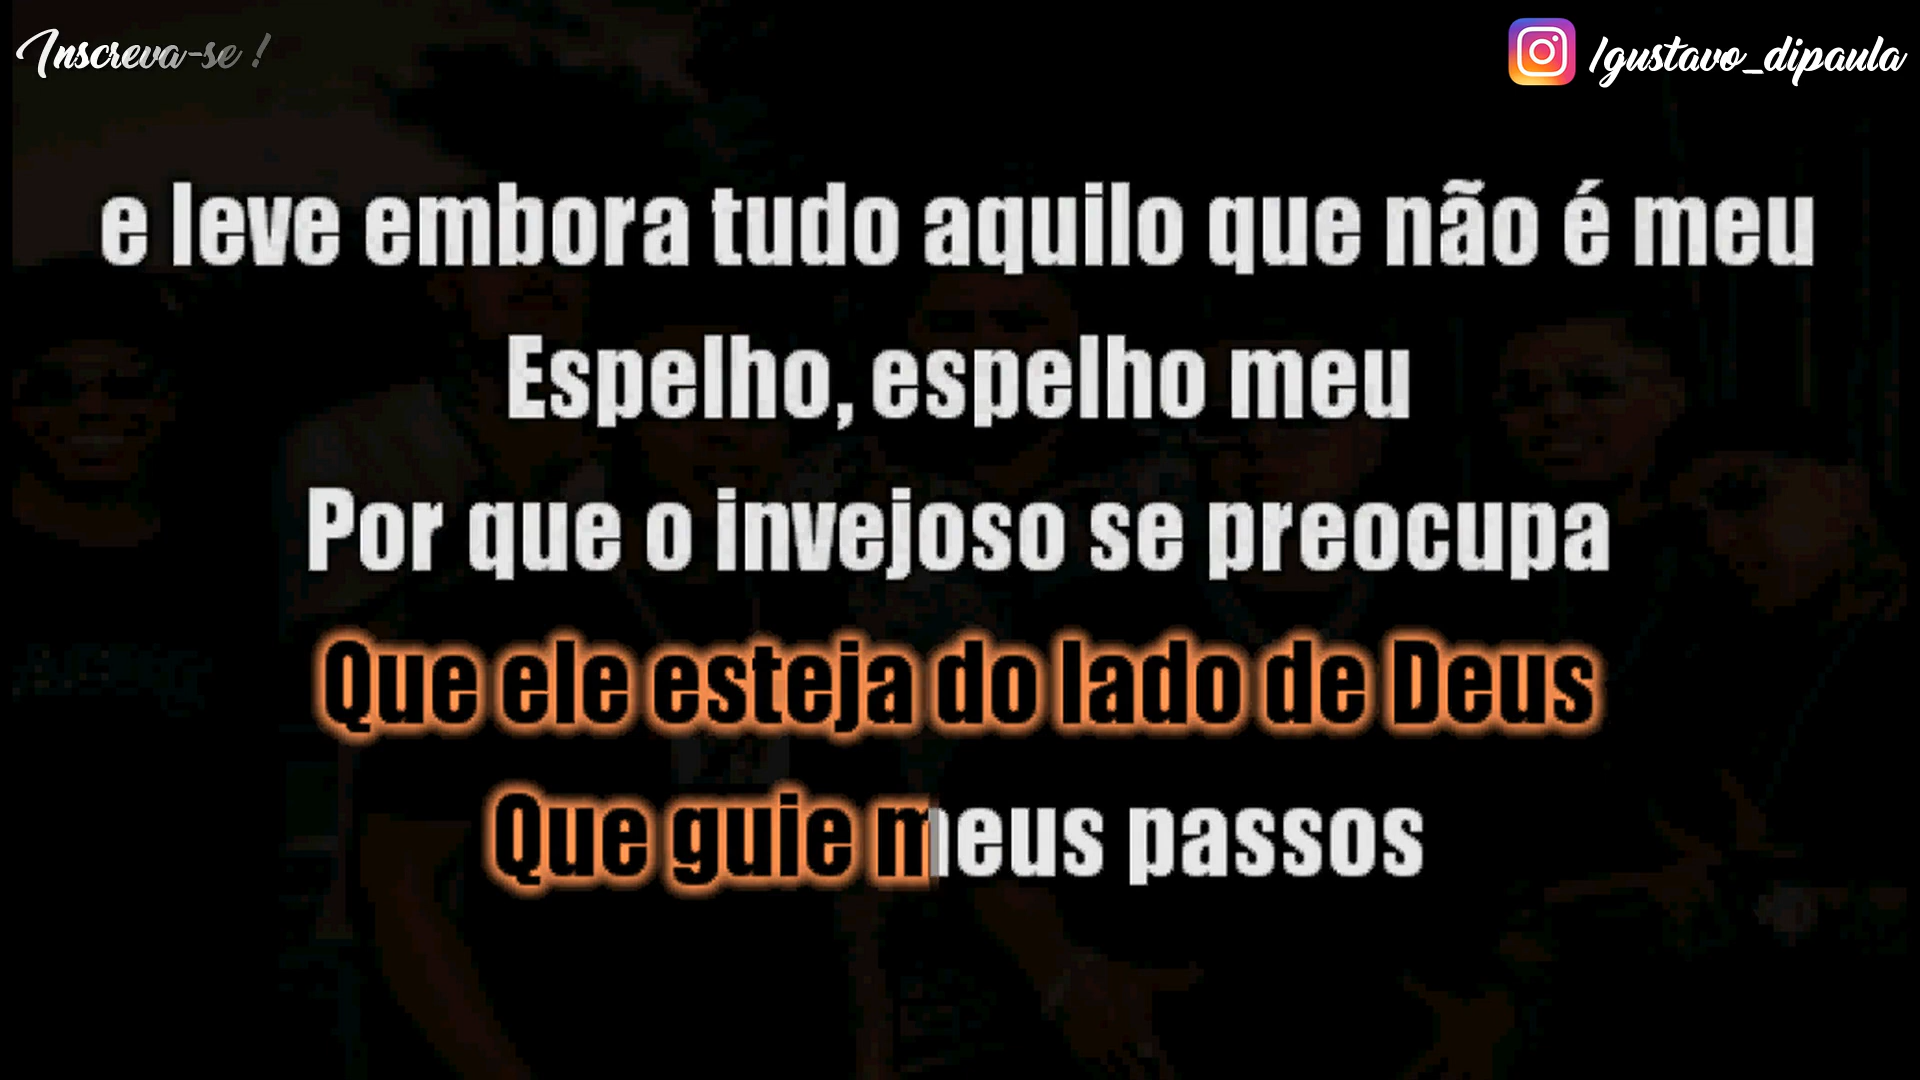 Inscreva-se !
/gustavo_dipaula
e leve embora tudo aquilo que não é meu
Espelho, espelho meu
Por que o invejoso se preocupa
Que ele esteja do lado de Deus
Que guie meus passos